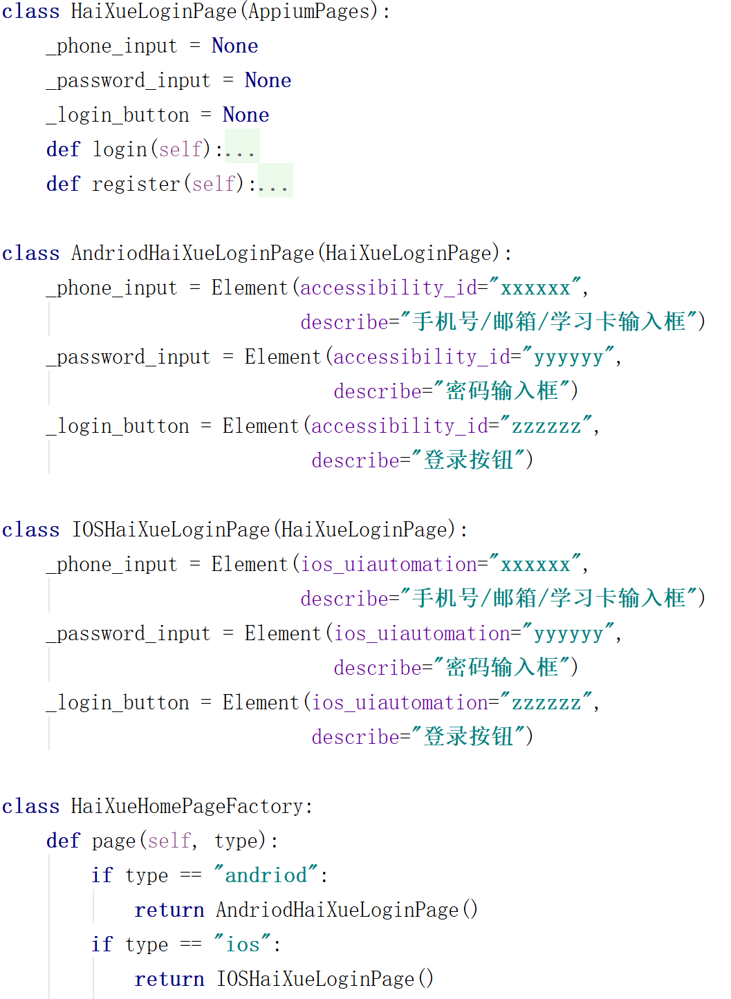 class HaiXueLoginPage(AppiumPages):
    _phone_input = None
    _password_input = None
    _login_button = None
    def login(self):...
    def register(self):...

class AndriodHaiXueLoginPage(HaiXueLoginPage):
    _phone_input = Element(accessibility_id="xxxxxx",
                           describe="手机号/邮箱/学习卡输入框")
    _password_input = Element(accessibility_id="yyyyyy",
                              describe="密码输入框")
    _login_button = Element(accessibility_id="zzzzzz",
                            describe="登录按钮")

class IOSHaiXueLoginPage(HaiXueLoginPage):
    _phone_input = Element(ios_uiautomation="xxxxxx",
                           describe="手机号/邮箱/学习卡输入框")
    _password_input = Element(ios_uiautomation="yyyyyy",
                              describe="密码输入框")
    _login_button = Element(ios_uiautomation="zzzzzz",
                            describe="登录按钮")

class HaiXueHomePageFactory:
    def page(self, type):
        if type == "andriod":
            return AndriodHaiXueLoginPage()
        if type == "ios":
            return IOSHaiXueLoginPage()